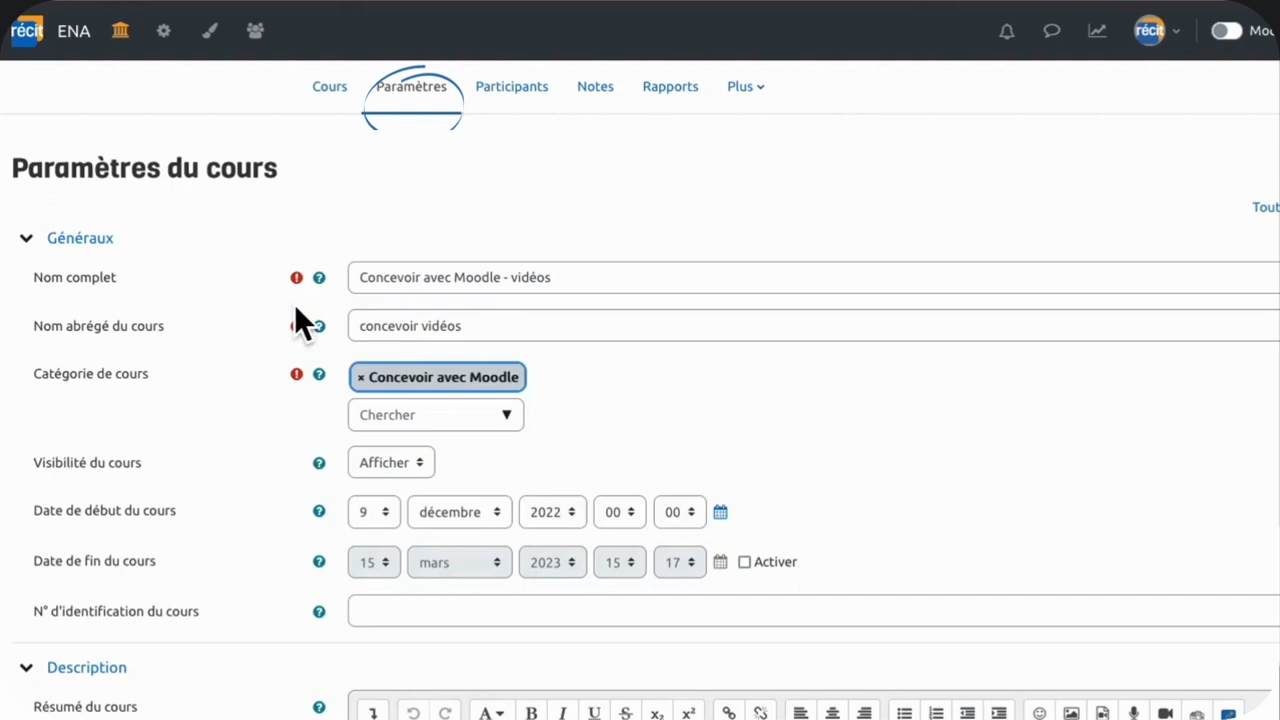 récit ENA récit Mo
Cours Paramètres Participants Notes Rapports Plus
Paramètres du cours
Tout
Généraux
Nom complet Concevoir avec Moodle - vidéos
Nom abrégé du cours concevoir vidéos
Catégorie de cours × Concevoir avec Moodle
Chercher
Visibilité du cours Afficher
Date de début du cours 9 décembre 2022 00 00
Date de fin du cours 15 mars 2023 15 17 Activer
N° d'identification du cours
Description
Résumé du cours A B I U S x₂ x²